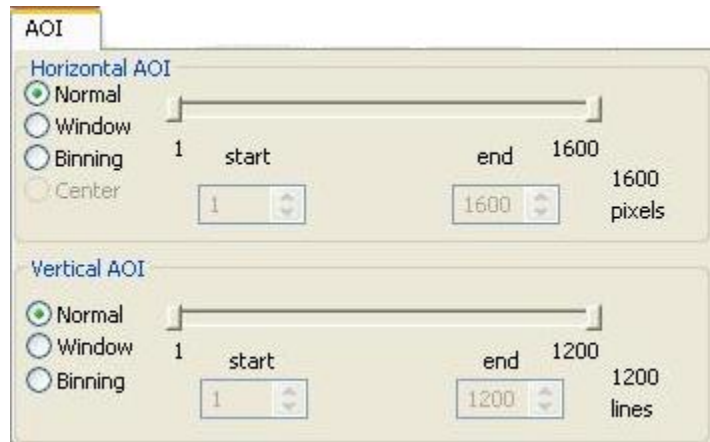 AOI
Horizontal AOI
Normal
Window
Binning
Center
1
1600
start
end
1
1600
1600
pixels
Vertical AOI
Normal
Window
Binning
1
1200
start
end
1
1200
1200
lines